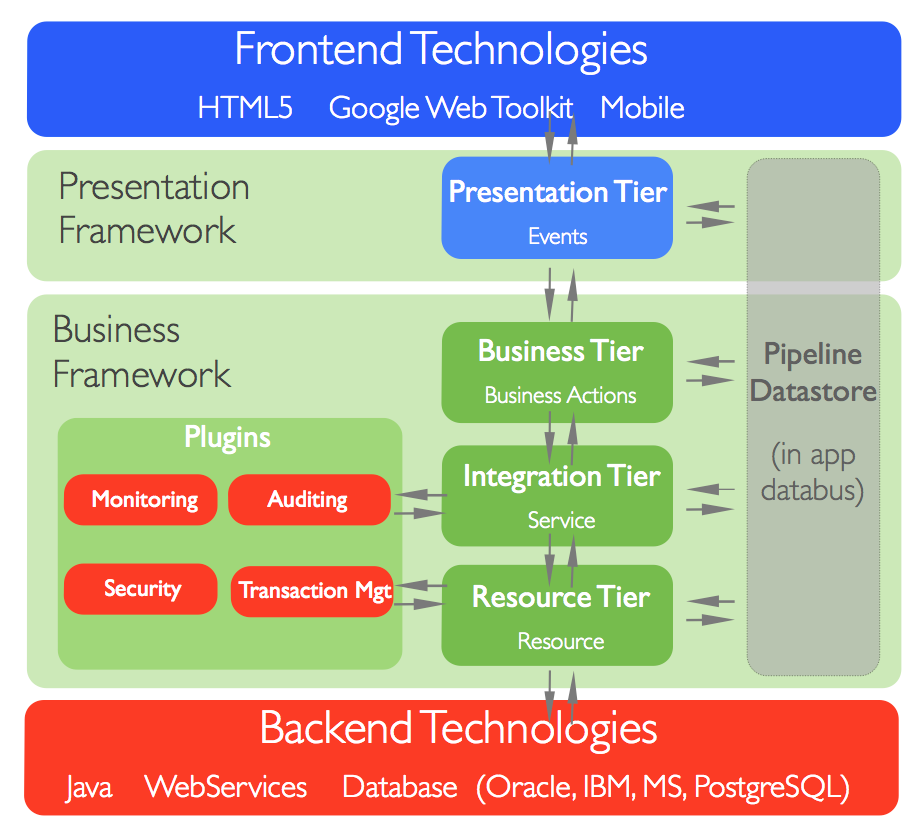 Frontend Technologies
HTML5 Google Web Toolkit Mobile
Presentation
Framework
Presentation Tier
Events
Business
Framework
Business Tier
Business Actions
Pipeline
Datastore
(in app
databus)
Plugins
Monitoring Auditing
Security Transaction Mgt
Integration Tier
Service
Resource Tier
Resource
Backend Technologies
Java WebServices Database (Oracle, IBM, MS, PostgreSQL)